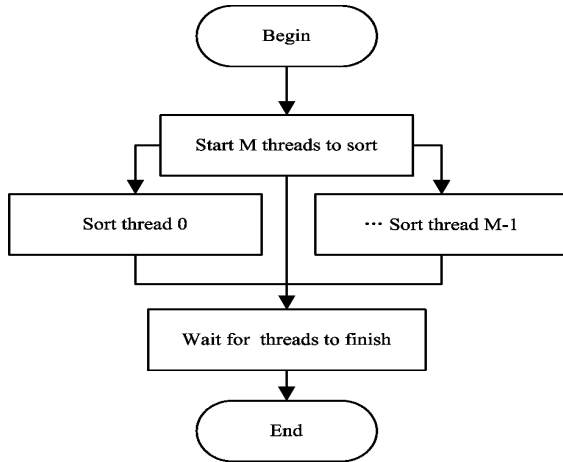 Begin
Start M threads to sort
Sort thread 0
··· Sort thread M-1
Wait for threads to finish
End